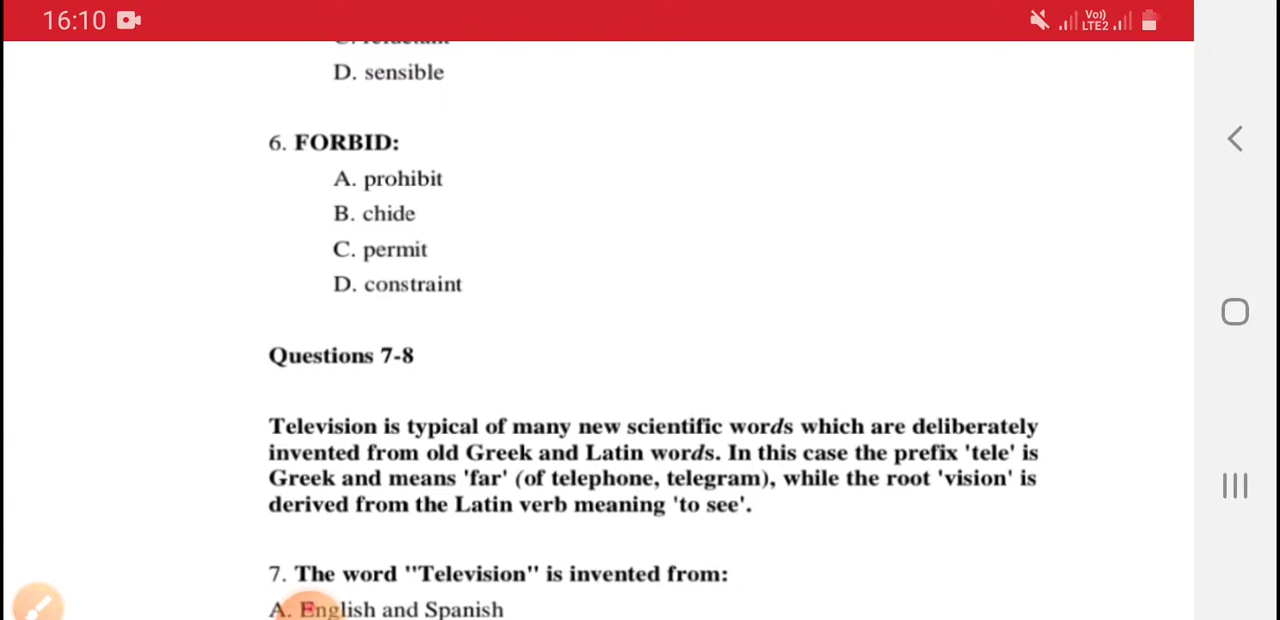 16:10
Vo))
LTE2
D. sensible
6. FORBID:
A. prohibit
B. chide
C. permit
D. constraint
Questions 7-8
Television is typical of many new scientific words which are deliberately
invented from old Greek and Latin words. In this case the prefix 'tele' is
Greek and means 'far' (of telephone, telegram), while the root 'vision' is
derived from the Latin verb meaning 'to see'.
7. The word "Television" is invented from:
A. English and Spanish